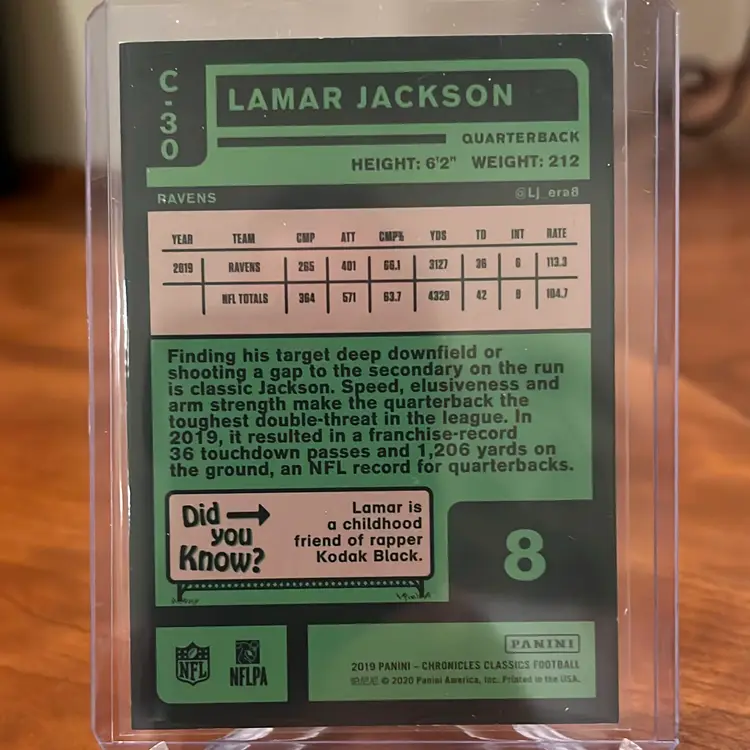 C-30
LAMAR JACKSON
QUARTERBACK
HEIGHT: 6'2" WEIGHT: 212
RAVENS @Lj_era8
YEAR TEAM CMP ATT CMP% YDS TD INT RATE
2019 RAVENS 265 401 66.1 3127 36 6 113.3
NFL TOTALS 364 571 63.7 4328 42 9 104.7
Finding his target deep downfield or
shooting a gap to the secondary on the run
is classic Jackson. Speed, elusiveness and
arm strength make the quarterback the
toughest double-threat in the league. In
2019, it resulted in a franchise-record
36 touchdown passes and 1,206 yards on
the ground, an NFL record for quarterbacks.
Did you Know?
Lamar is
a childhood
friend of rapper
Kodak Black.
8
NFL
NFLPA
PANINI
2019 PANINI – CHRONICLES CLASSICS FOOTBALL
© 2020 Panini America, Inc. Printed in the USA.